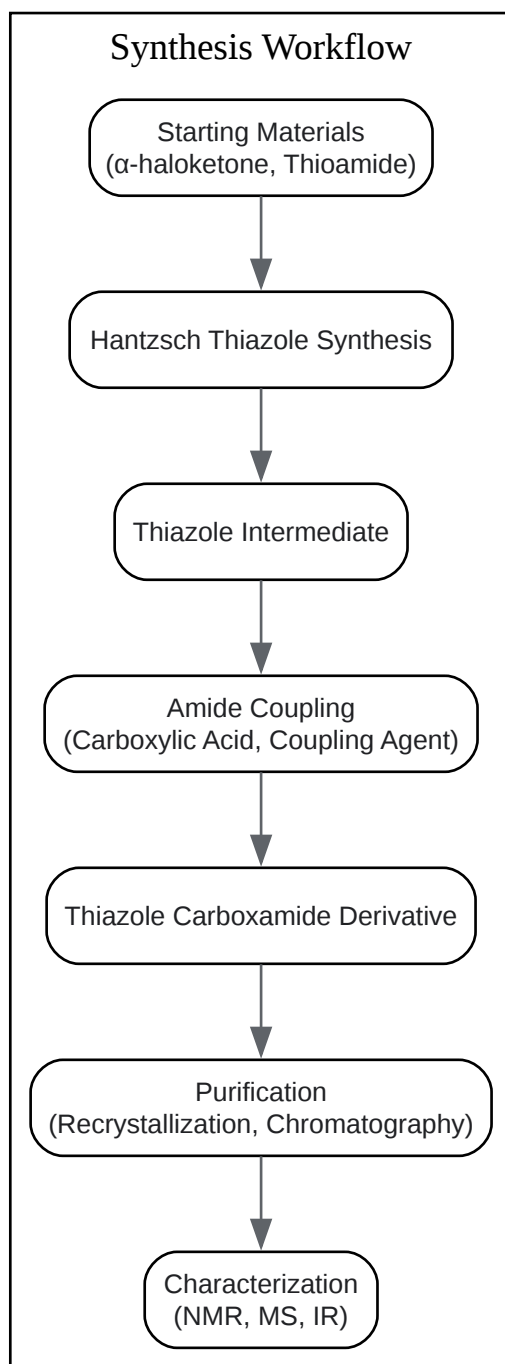 Synthesis Workflow
Starting Materials
(α-haloketone, Thioamide)
Hantzsch Thiazole Synthesis
Thiazole Intermediate
Amide Coupling
(Carboxylic Acid, Coupling Agent)
Thiazole Carboxamide Derivative
Purification
(Recrystallization, Chromatography)
Characterization
(NMR, MS, IR)